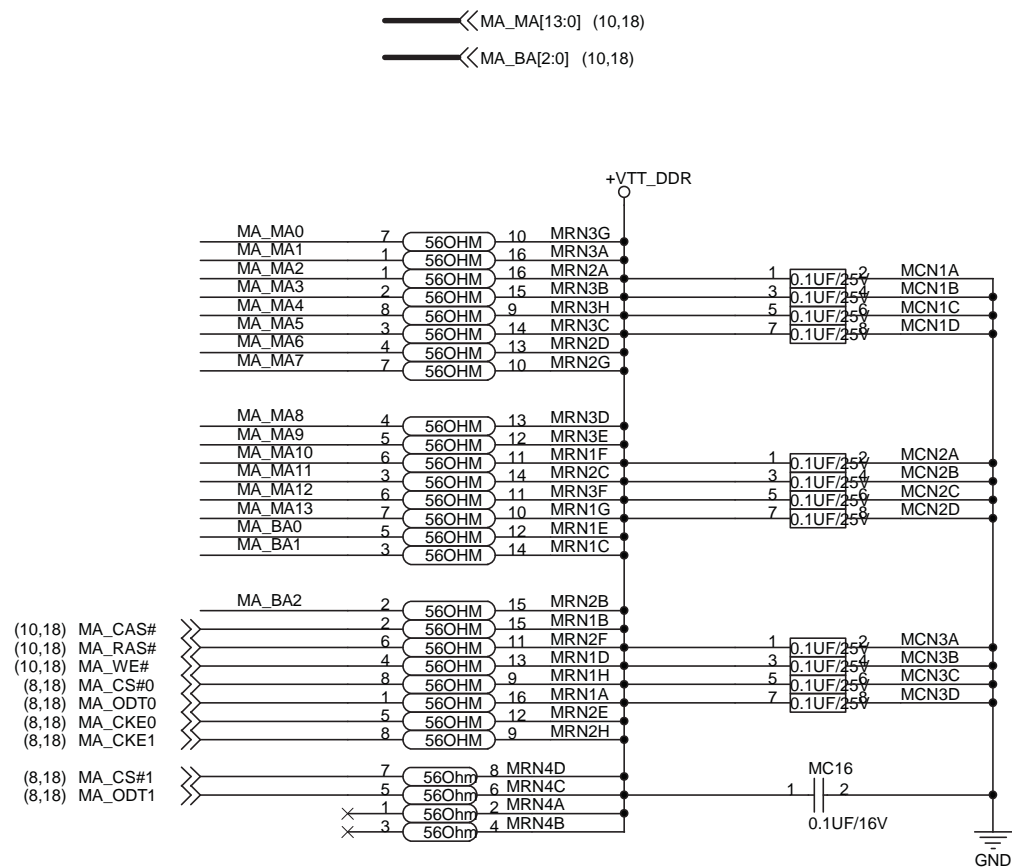 MA_MA[13:0] (10,18)
MA_BA[2:0] (10,18)
+VTT_DDR
MA_MA0 7 56OHM 10 MRN3G
MA_MA1 1 56OHM 16 MRN3A
MA_MA2 1 56OHM 16 MRN2A 1 0.1UF/25V 2 MCN1A
MA_MA3 2 56OHM 15 MRN3B 3 0.1UF/25V 4 MCN1B
MA_MA4 8 56OHM 9 MRN3H 5 0.1UF/25V 6 MCN1C
MA_MA5 3 56OHM 14 MRN3C 7 0.1UF/25V 8 MCN1D
MA_MA6 4 56OHM 13 MRN2D
MA_MA7 7 56OHM 10 MRN2G
MA_MA8 4 56OHM 13 MRN3D
MA_MA9 5 56OHM 12 MRN3E
MA_MA10 6 56OHM 11 MRN1F 1 0.1UF/25V 2 MCN2A
MA_MA11 3 56OHM 14 MRN2C 3 0.1UF/25V 4 MCN2B
MA_MA12 6 56OHM 11 MRN3F 5 0.1UF/25V 6 MCN2C
MA_MA13 7 56OHM 10 MRN1G 7 0.1UF/25V 8 MCN2D
MA_BA0 5 56OHM 12 MRN1E
MA_BA1 3 56OHM 14 MRN1C
MA_BA2 2 56OHM 15 MRN2B
(10,18) MA_CAS# 2 56OHM 15 MRN1B
(10,18) MA_RAS# 6 56OHM 11 MRN2F 1 0.1UF/25V 2 MCN3A
(10,18) MA_WE# 4 56OHM 13 MRN1D 3 0.1UF/25V 4 MCN3B
(8,18) MA_CS#0 8 56OHM 9 MRN1H 5 0.1UF/25V 6 MCN3C
(8,18) MA_ODT0 1 56OHM 16 MRN1A 7 0.1UF/25V 8 MCN3D
(8,18) MA_CKE0 5 56OHM 12 MRN2E
(8,18) MA_CKE1 8 56OHM 9 MRN2H
(8,18) MA_CS#1 7 56Ohm 8 MRN4D MC16
(8,18) MA_ODT1 5 56Ohm 6 MRN4C 1 2
1 56Ohm 2 MRN4A
3 56Ohm 4 MRN4B 0.1UF/16V
GND